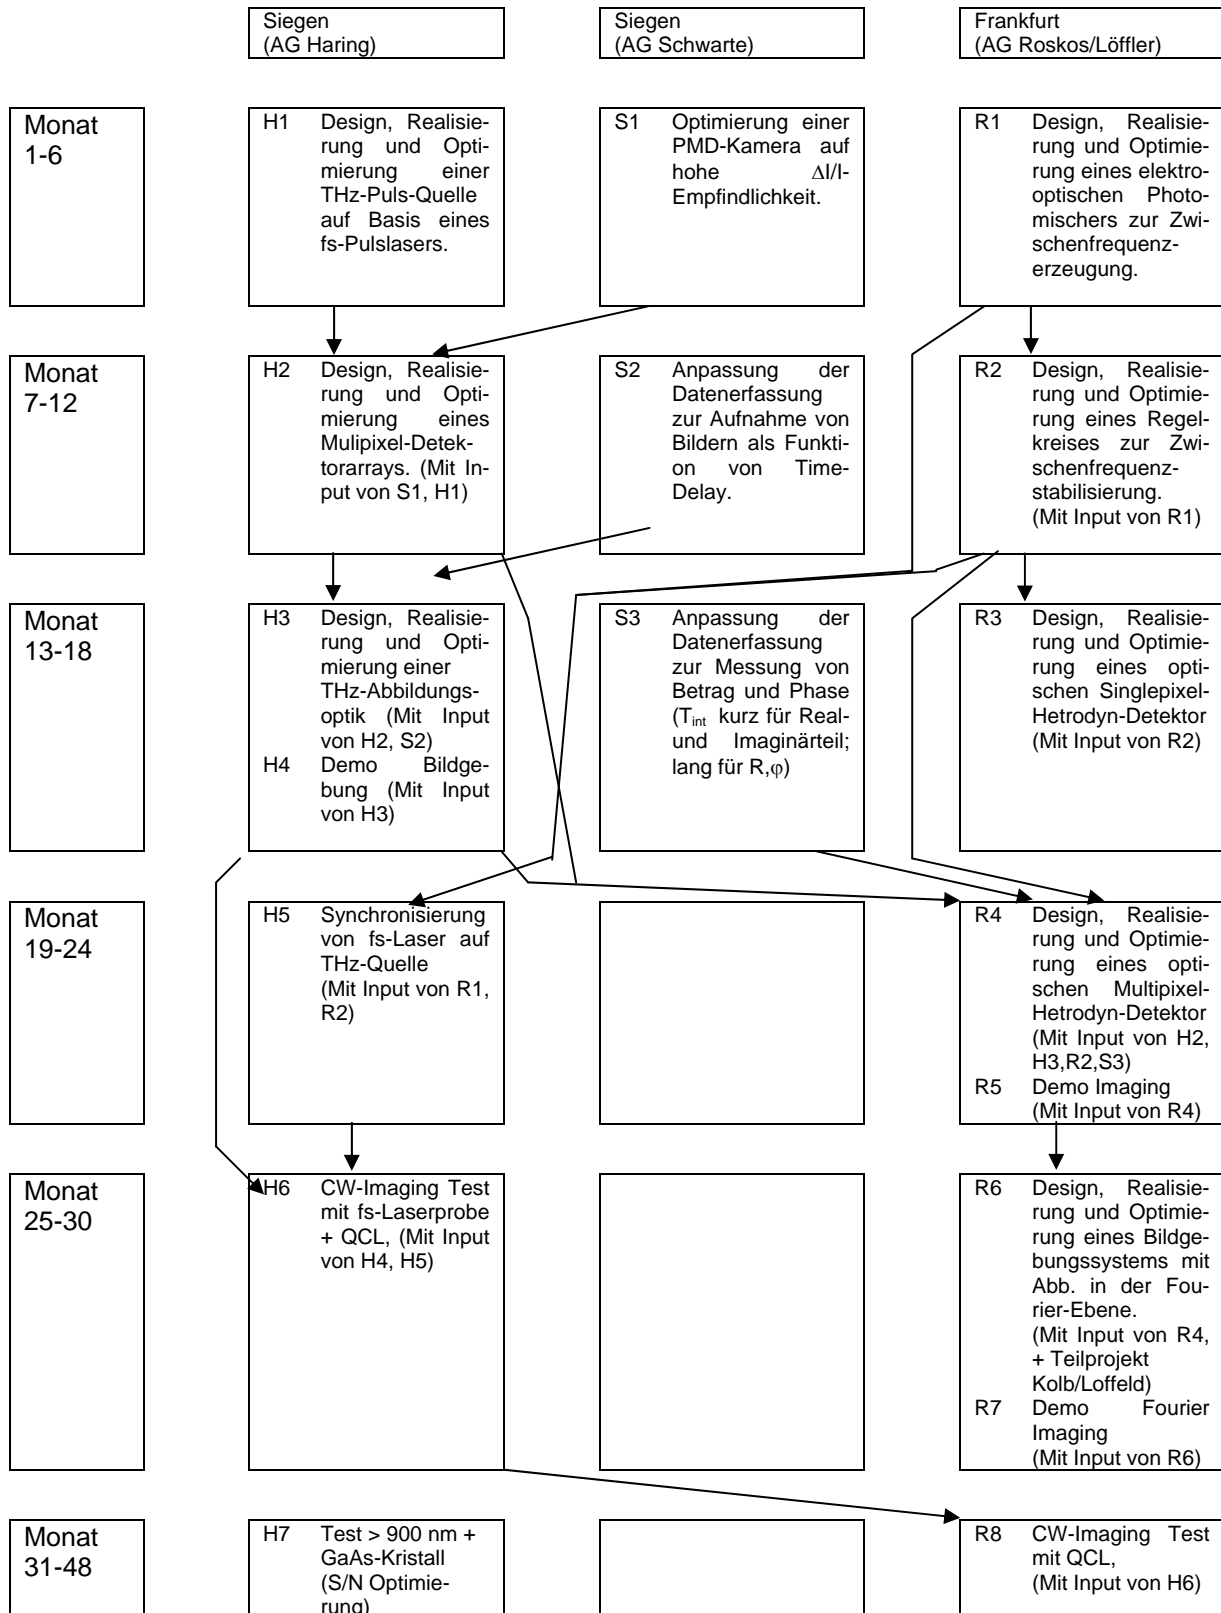 Siegen
(AG Haring)
Siegen
(AG Schwarte)
Frankfurt
(AG Roskos/Löffler)
Monat
1-6
H1 Design, Realisie-
rung und Opti-
mierung einer
THz-Puls-Quelle
auf Basis eines
fs-Pulslasers.
S1 Optimierung einer
PMD-Kamera auf
hohe ΔI/I-
Empfindlichkeit.
R1 Design, Realisie-
rung und Optimie-
rung eines elektro-
optischen Photo-
mischers zur Zwi-
schenfrequenz-
erzeugung.
Monat
7-12
H2 Design, Realisie-
rung und Opti-
mierung eines
Mulipixel-Detek-
torarrays. (Mit In-
put von S1, H1)
S2 Anpassung der
Datenerfassung
zur Aufnahme von
Bildern als Funkti-
on von Time-
Delay.
R2 Design, Realisie-
rung und Optimie-
rung eines Regel-
kreises zur Zwi-
schenfrequenz-
stabilisierung.
(Mit Input von R1)
Monat
13-18
H3 Design, Realisie-
rung und Opti-
mierung einer
THz-Abbildungs-
optik (Mit Input
von H2, S2)
H4 Demo Bildge-
bung (Mit Input
von H3)
S3 Anpassung der
Datenerfassung
zur Messung von
Betrag und Phase
(Tint kurz für Real-
und Imaginärteil;
lang für R,φ)
R3 Design, Realisie-
rung und Optimie-
rung eines opti-
schen Singlepixel-
Hetrodyn-Detektor
(Mit Input von R2)
Monat
19-24
H5 Synchronisierung
von fs-Laser auf
THz-Quelle
(Mit Input von R1,
R2)
R4 Design, Realisie-
rung und Optimie-
rung eines opti-
schen Multipixel-
Hetrodyn-Detektor
(Mit Input von H2,
H3,R2,S3)
R5 Demo Imaging
(Mit Input von R4)
Monat
25-30
H6 CW-Imaging Test
mit fs-Laserprobe
+ QCL, (Mit Input
von H4, H5)
R6 Design, Realisie-
rung und Optimie-
rung eines Bildge-
bungssystems mit
Abb. in der Fou-
rier-Ebene.
(Mit Input von R4,
+ Teilprojekt
Kolb/Loffeld)
R7 Demo Fourier
Imaging
(Mit Input von R6)
Monat
31-48
H7 Test > 900 nm +
GaAs-Kristall
(S/N Optimie-
rung)
R8 CW-Imaging Test
mit QCL,
(Mit Input von H6)